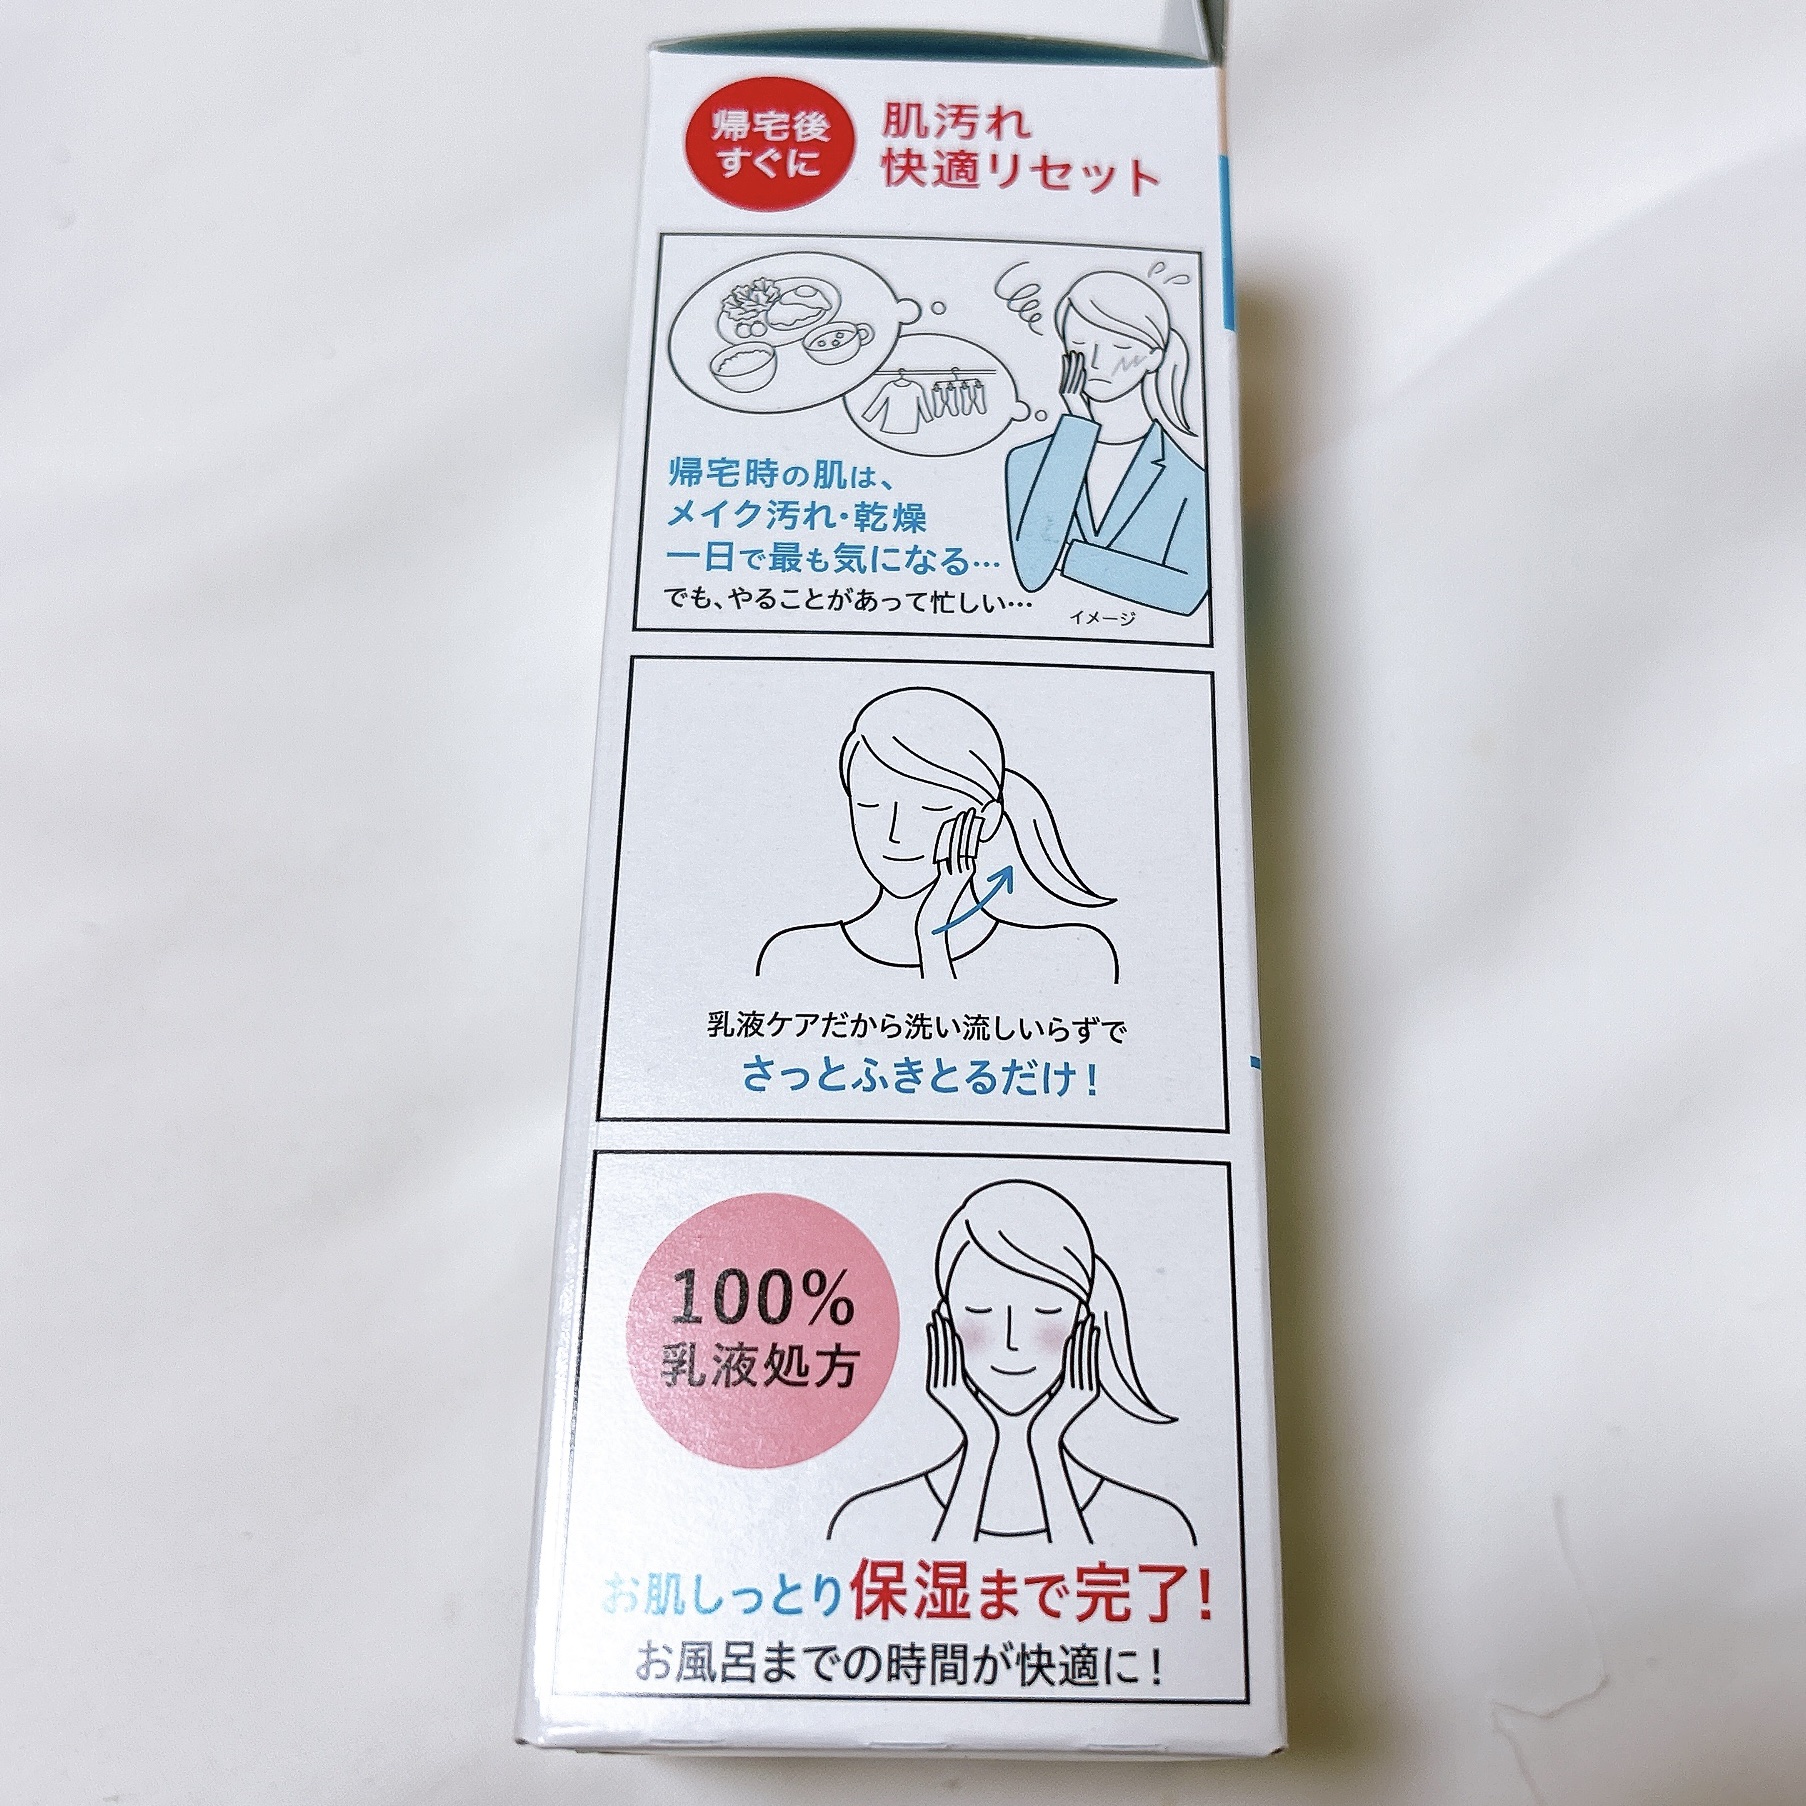 帰宅後
すぐに
肌汚れ
快適リセット
帰宅時の肌は、
メイク汚れ・乾燥
一日で最も気になる…
でも、やることがあって忙しい…
イメージ
乳液ケアだから洗い流しいらずで
さっとふきとるだけ！
100%
乳液処方
お肌しっとり保湿まで完了！
お風呂までの時間が快適に！